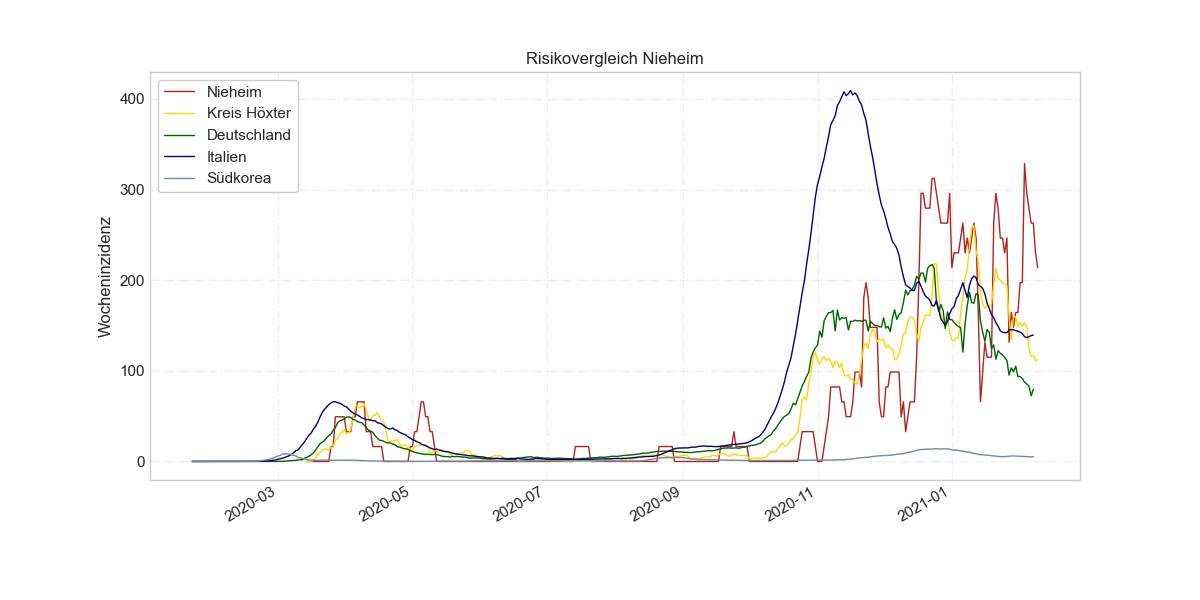 Risikovergleich Nieheim
Nieheim
Kreis Höxter
Deutschland
Italien
Südkorea
Wocheninzidenz
400
300
200
100
0
2020-03
2020-05
2020-07
2020-09
2020-11
2021-01